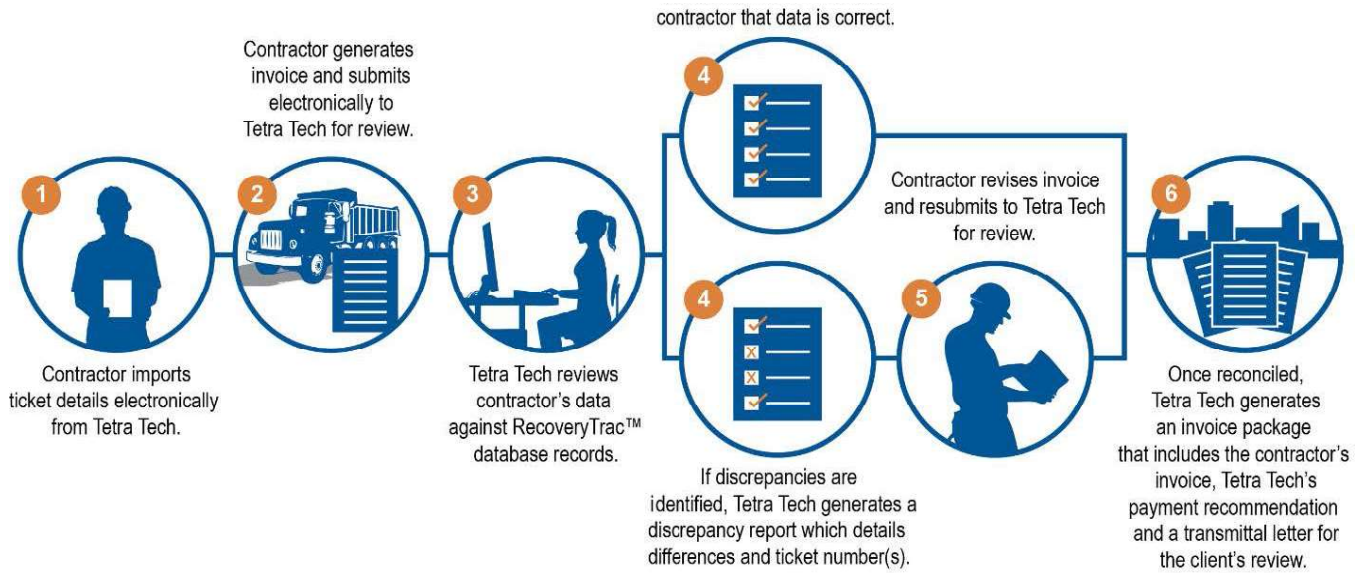 contractor that data is correct.
Contractor generates
invoice and submits
electronically to
Tetra Tech for review.
1
Contractor imports
ticket details electronically
from Tetra Tech.
2
3
Tetra Tech reviews
contractor's data
against RecoveryTrac™
database records.
4
4
If discrepancies are
identified, Tetra Tech generates a
discrepancy report which details
differences and ticket number(s).
Contractor revises invoice
and resubmits to Tetra Tech
for review.
5
6
Once reconciled,
Tetra Tech generates
an invoice package
that includes the contractor's
invoice, Tetra Tech's
payment recommendation
and a transmittal letter for
the client's review.